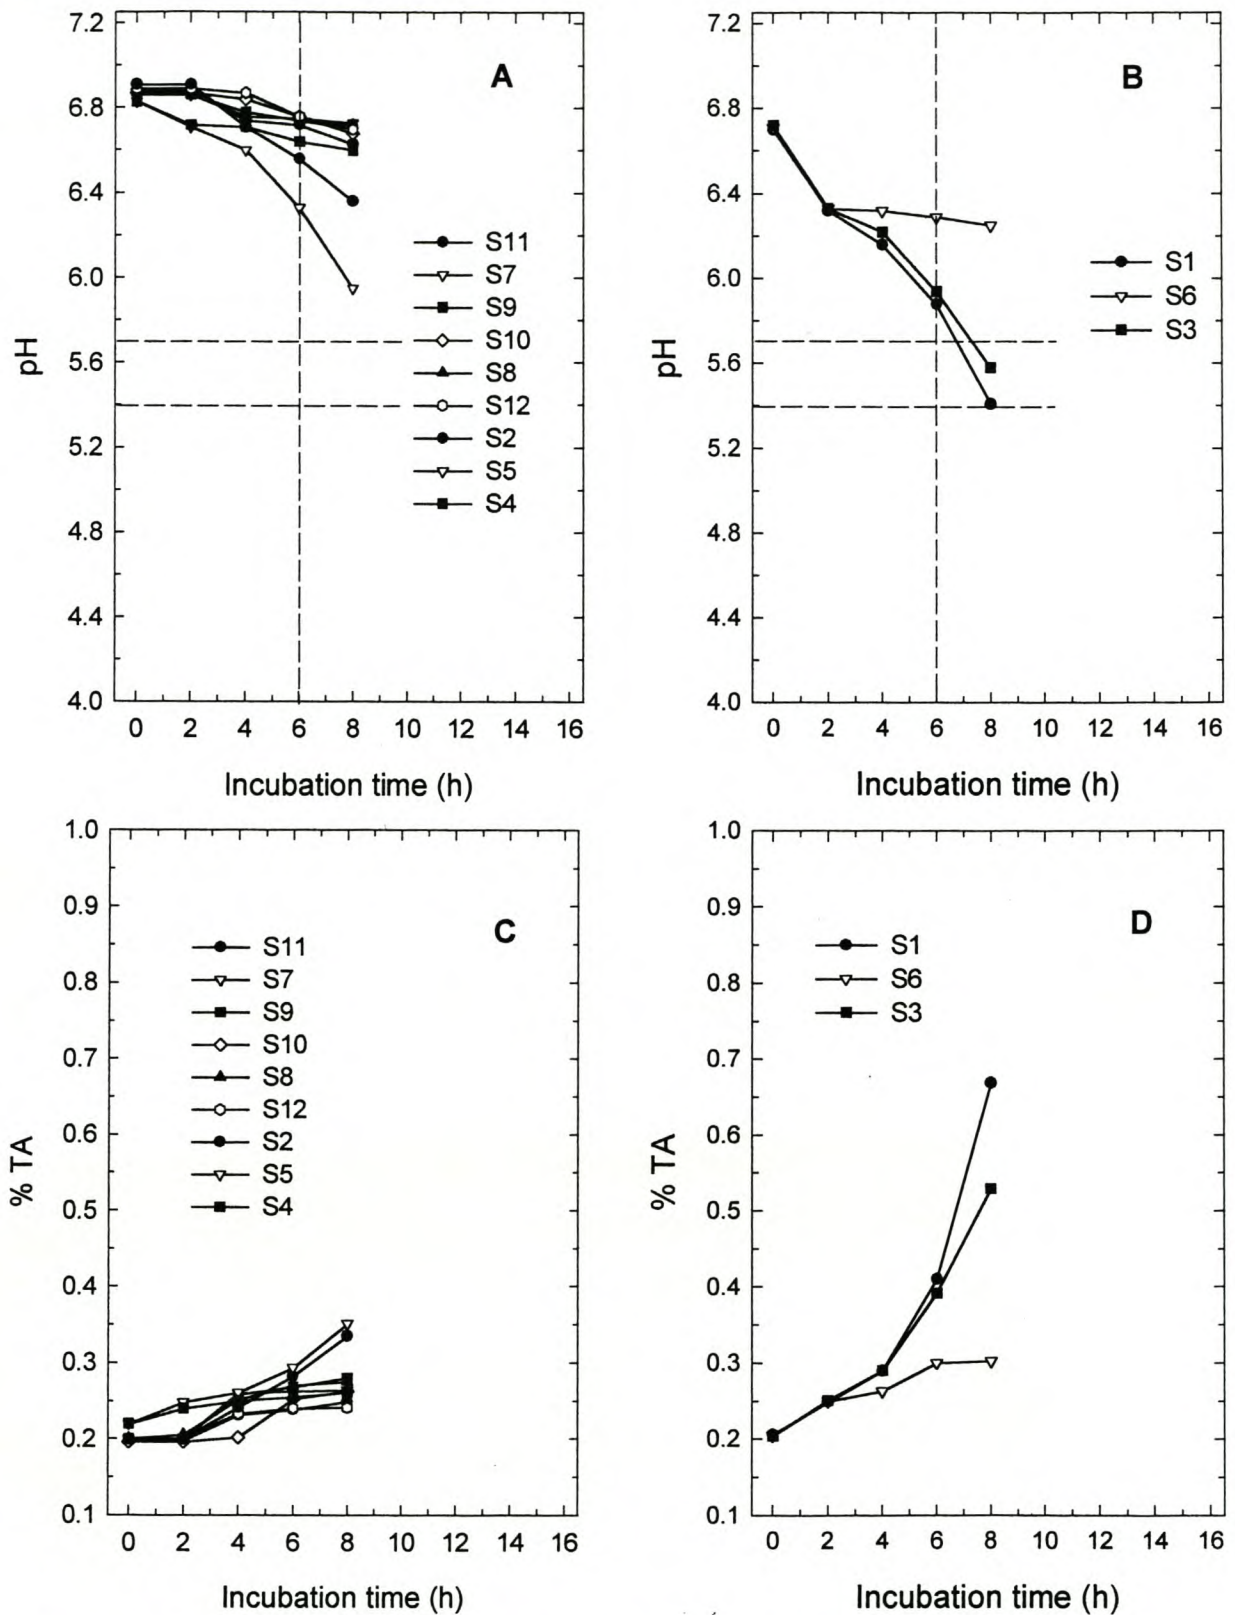 A
pH
7.2
6.8
6.4
6.0
5.6
5.2
4.8
4.4
4.0
S11
S7
S9
S10
S8
S12
S2
S5
S4
0 2 4 6 8 10 12 14 16
Incubation time (h)
B
pH
7.2
6.8
6.4
6.0
5.6
5.2
4.8
4.4
4.0
S1
S6
S3
0 2 4 6 8 10 12 14 16
Incubation time (h)
C
% TA
1.0
0.9
0.8
0.7
0.6
0.5
0.4
0.3
0.2
0.1
S11
S7
S9
S10
S8
S12
S2
S5
S4
0 2 4 6 8 10 12 14 16
Incubation time (h)
D
% TA
1.0
0.9
0.8
0.7
0.6
0.5
0.4
0.3
0.2
0.1
S1
S6
S3
0 2 4 6 8 10 12 14 16
Incubation time (h)